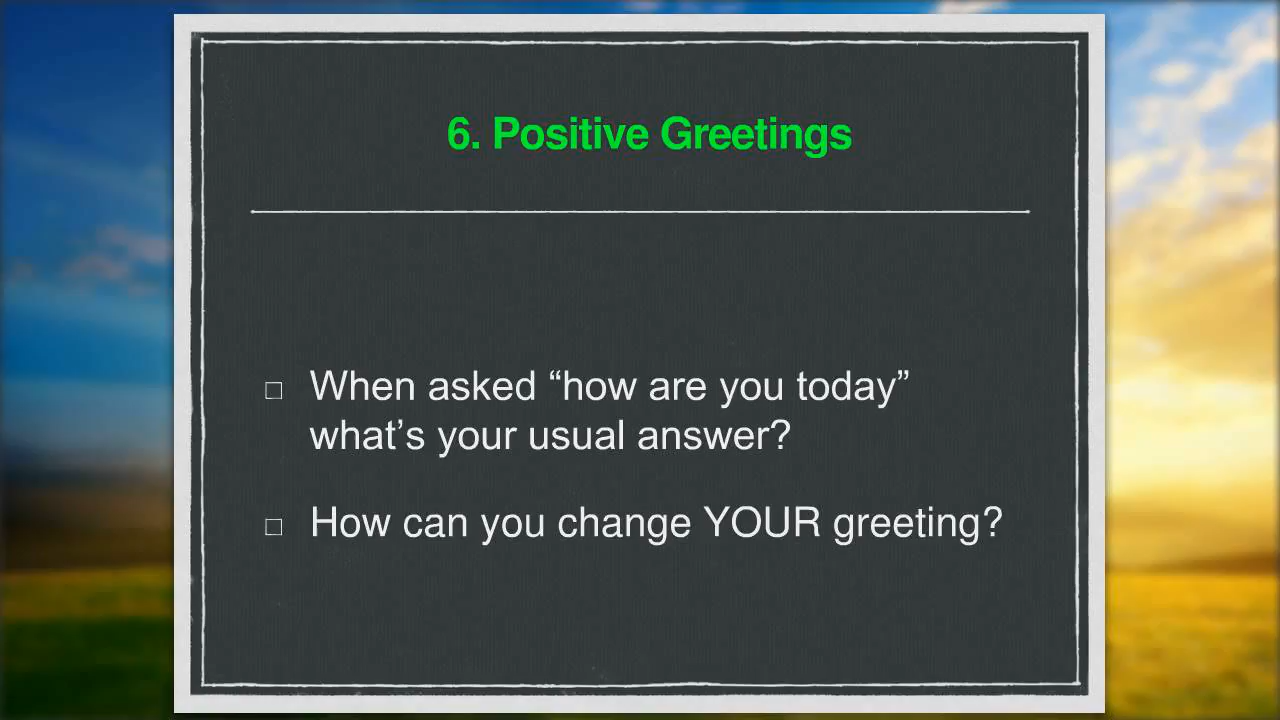 6. Positive Greetings
When asked “how are you today”
what’s your usual answer?
How can you change YOUR greeting?